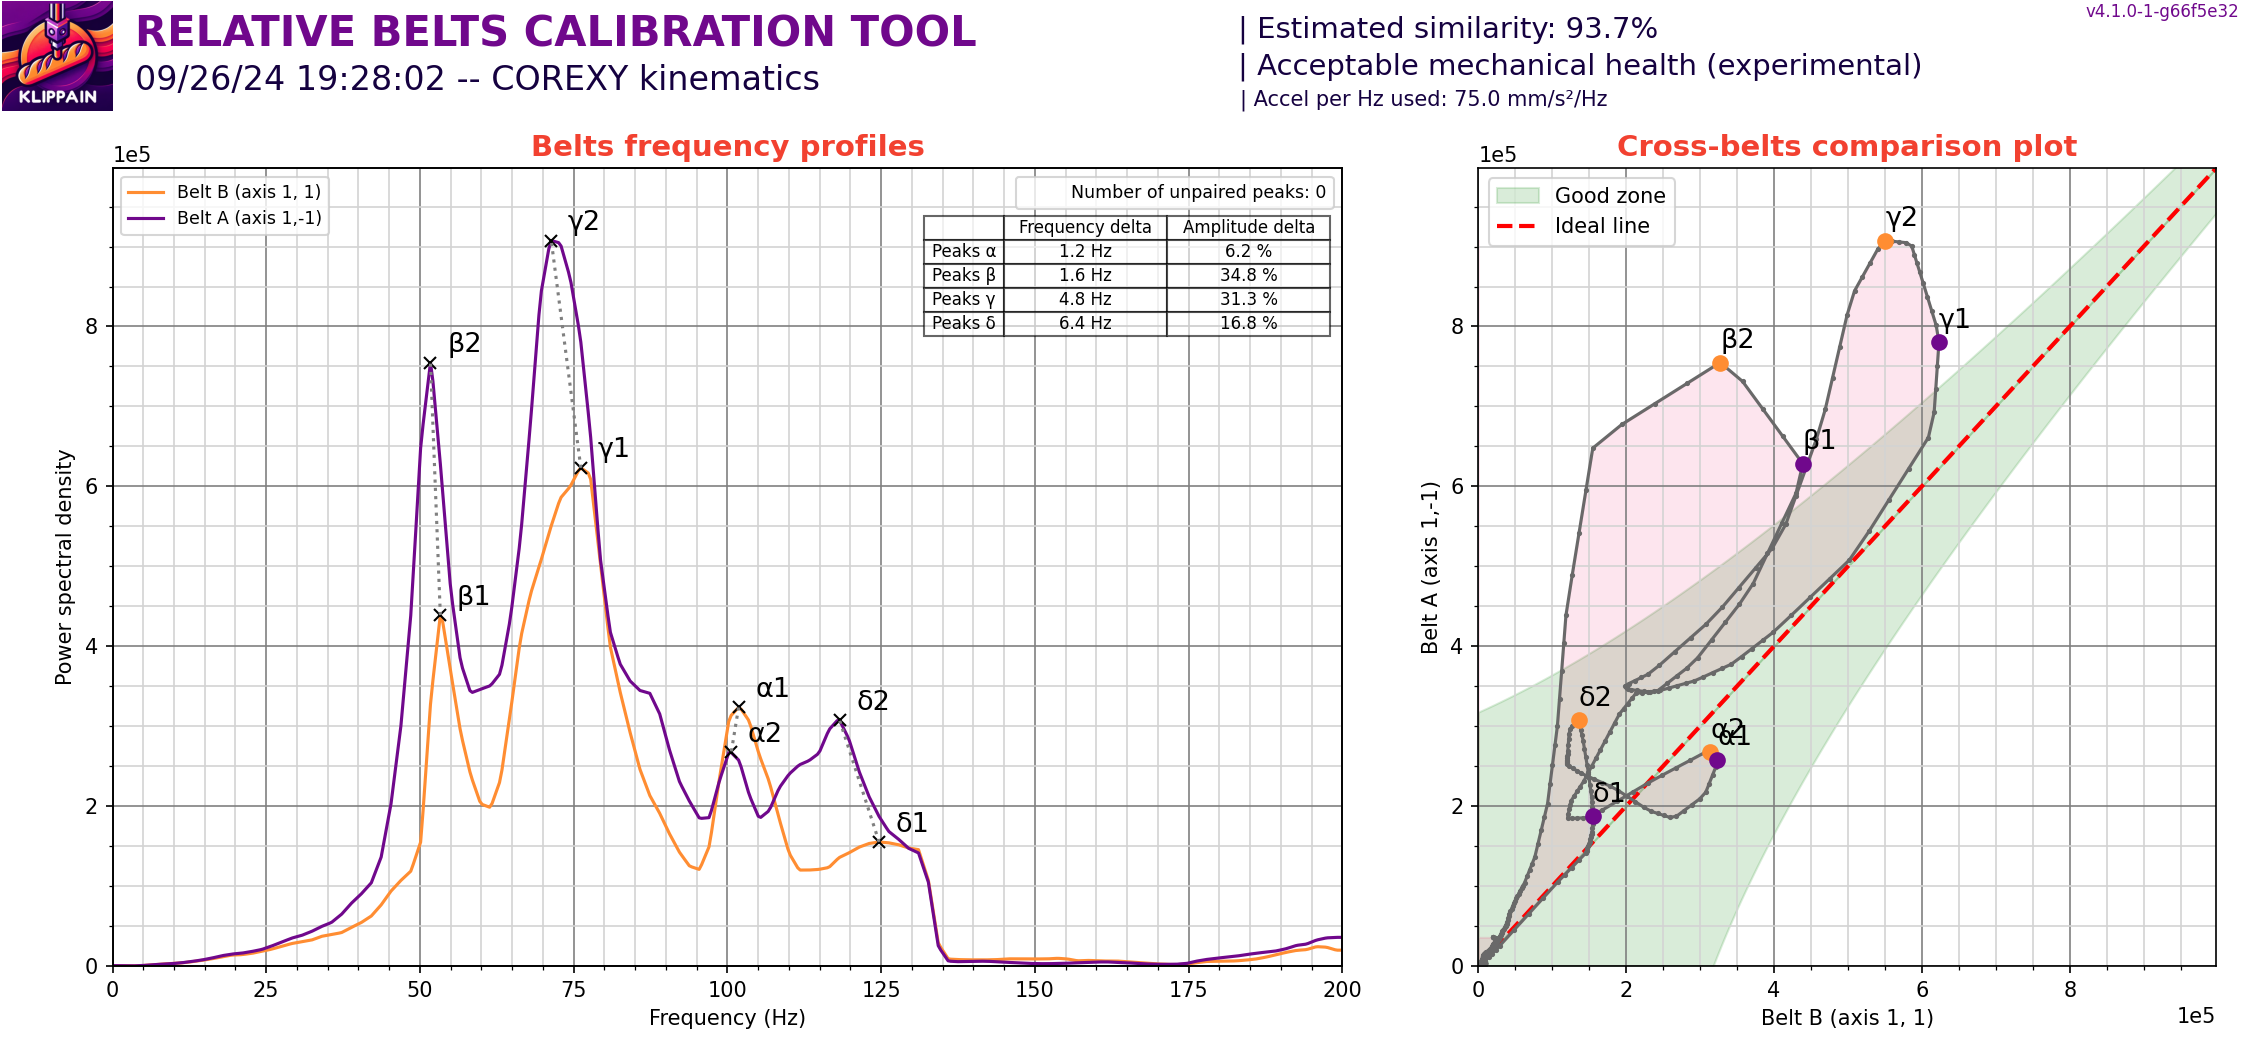 KLIPPAIN
RELATIVE BELTS CALIBRATION TOOL
09/26/24 19:28:02 -- COREXY kinematics
| Estimated similarity: 93.7%
| Acceptable mechanical health (experimental)
| Accel per Hz used: 75.0 mm/s²/Hz
v4.1.0-1-g66f5e32
Belts frequency profiles
1e5
Belt B (axis 1, 1)
Belt A (axis 1,-1)
Number of unpaired peaks: 0
Frequency delta Amplitude delta
Peaks α 1.2 Hz 6.2 %
Peaks β 1.6 Hz 34.8 %
Peaks γ 4.8 Hz 31.3 %
Peaks δ 6.4 Hz 16.8 %
γ2
β2
γ1
β1
α1
α2
δ2
δ1
Power spectral density
8
6
4
2
0
0 25 50 75 100 125 150 175 200
Frequency (Hz)
Cross-belts comparison plot
1e5
Good zone
Ideal line
γ2
γ1
β2
β1
δ2
α2
α1
δ1
Belt A (axis 1,-1)
8
6
4
2
0
0 2 4 6 8
Belt B (axis 1, 1)
1e5